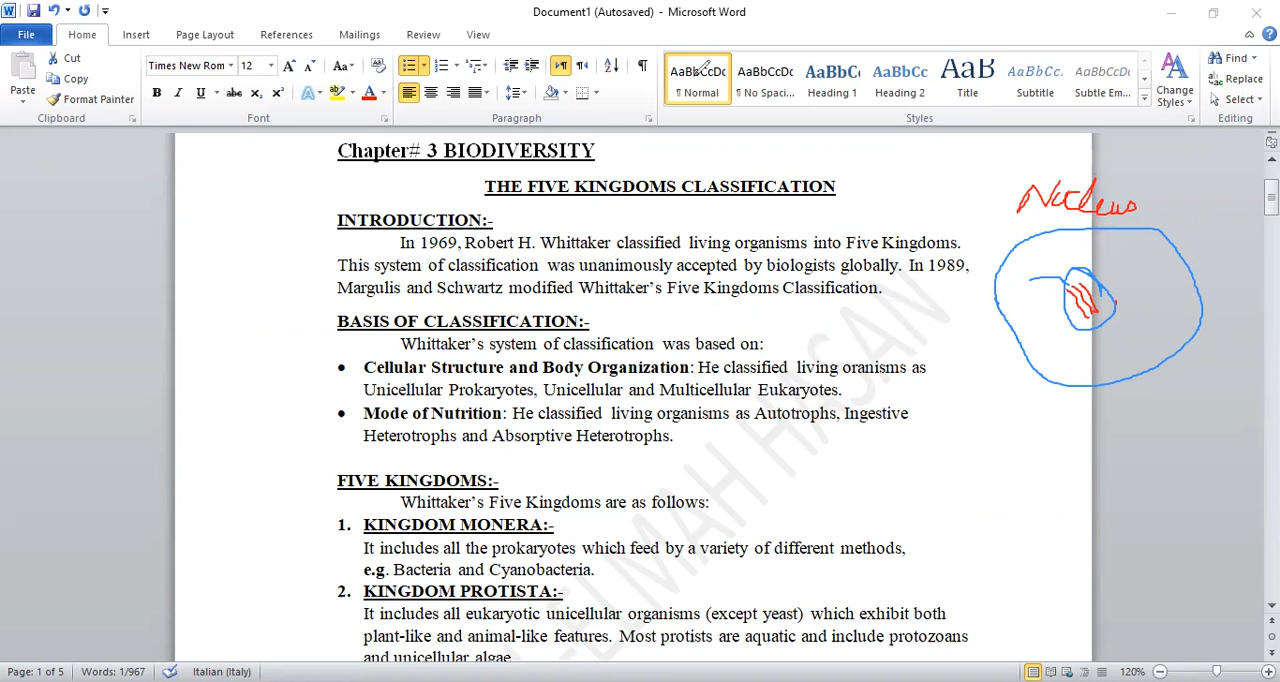 Document1 (Autosaved) - Microsoft Word
File Home Insert Page Layout References Mailings Review View
Cut
Copy
Format Painter
Paste
Clipboard
Times New Rom 12
Font
Paragraph
AaBbCcDc AaBbCcDc AaBbCc AaBbCc AaB AaBbCc. AaBbCcDc
¶ Normal ¶ No Spaci... Heading 1 Heading 2 Title Subtitle Subtle Em...
Change Styles
Styles
Find
Replace
Select
Editing
Chapter# 3 BIODIVERSITY
THE FIVE KINGDOMS CLASSIFICATION
Nucleus
INTRODUCTION:-
In 1969, Robert H. Whittaker classified living organisms into Five Kingdoms.
This system of classification was unanimously accepted by biologists globally. In 1989,
Margulis and Schwartz modified Whittaker's Five Kingdoms Classification.
BASIS OF CLASSIFICATION:-
Whittaker's system of classification was based on:
• Cellular Structure and Body Organization: He classified living oranisms as
Unicellular Prokaryotes, Unicellular and Multicellular Eukaryotes.
• Mode of Nutrition: He classified living organisms as Autotrophs, Ingestive
Heterotrophs and Absorptive Heterotrophs.
FIVE KINGDOMS:-
Whittaker's Five Kingdoms are as follows:
1. KINGDOM MONERA:-
It includes all the prokaryotes which feed by a variety of different methods,
e.g. Bacteria and Cyanobacteria.
2. KINGDOM PROTISTA:-
It includes all eukaryotic unicellular organisms (except yeast) which exhibit both
plant-like and animal-like features. Most protists are aquatic and include protozoans
and unicellular algae.
ELMAH HASAN
Page: 1 of 5 Words: 1/967 Italian (Italy) 120%